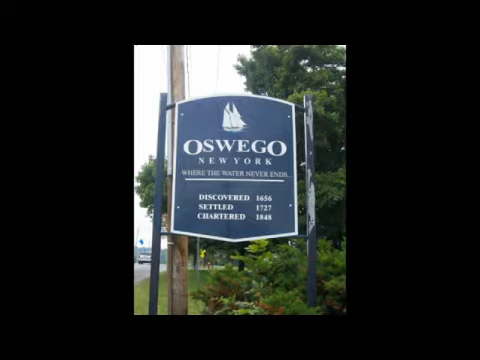 OSWEGO
NEW YORK
WHERE THE WATER NEVER ENDS...
DISCOVERED 1656
SETTLED 1727
CHARTERED 1848